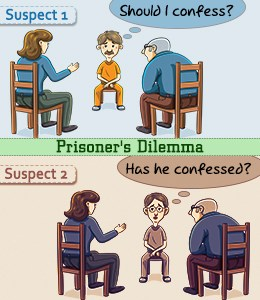 Suspect 1
Should I confess?
Prisoner's Dilemma
Suspect 2
Has he confessed?